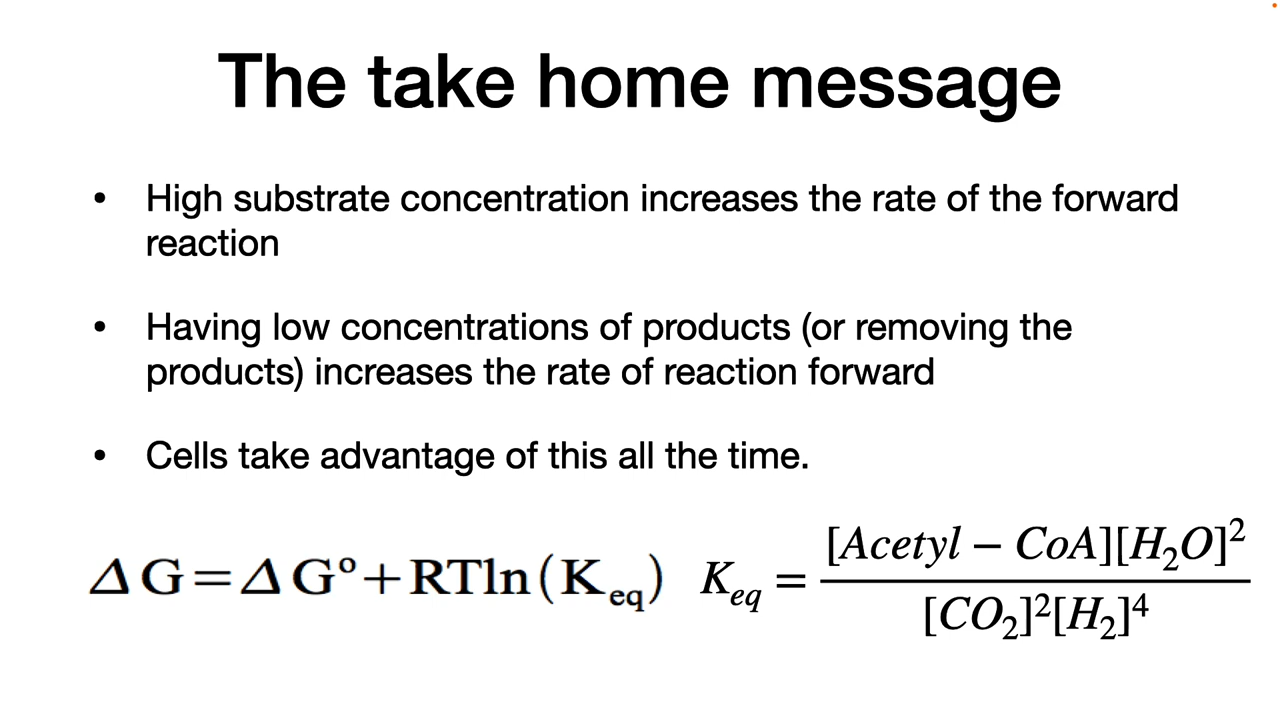 The take home message
• High substrate concentration increases the rate of the forward
reaction
• Having low concentrations of products (or removing the
products) increases the rate of reaction forward
• Cells take advantage of this all the time.
ΔG=ΔG°+RTln(K_eq) K_eq = [Acetyl − CoA][H₂O]² / [CO₂]²[H₂]⁴